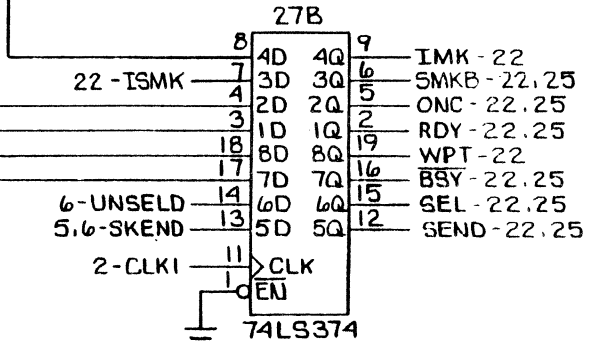 27B
8 4D 4Q 9 IMK-22
22-ISMK 7 3D 3Q 6 SMKB-22,25
4 2D 2Q 5 ONC-22,25
3 1D 1Q 2 RDY-22,25
18 8D 8Q 19 WPT-22
17 7D 7Q 16 BSY-22,25
6-UNSELD 14 6D 6Q 15 SEL-22,25
5,6-SKEND 13 5D 5Q 12 SEND-22,25
2-CLK1 11 CLK
1 EN
74LS374